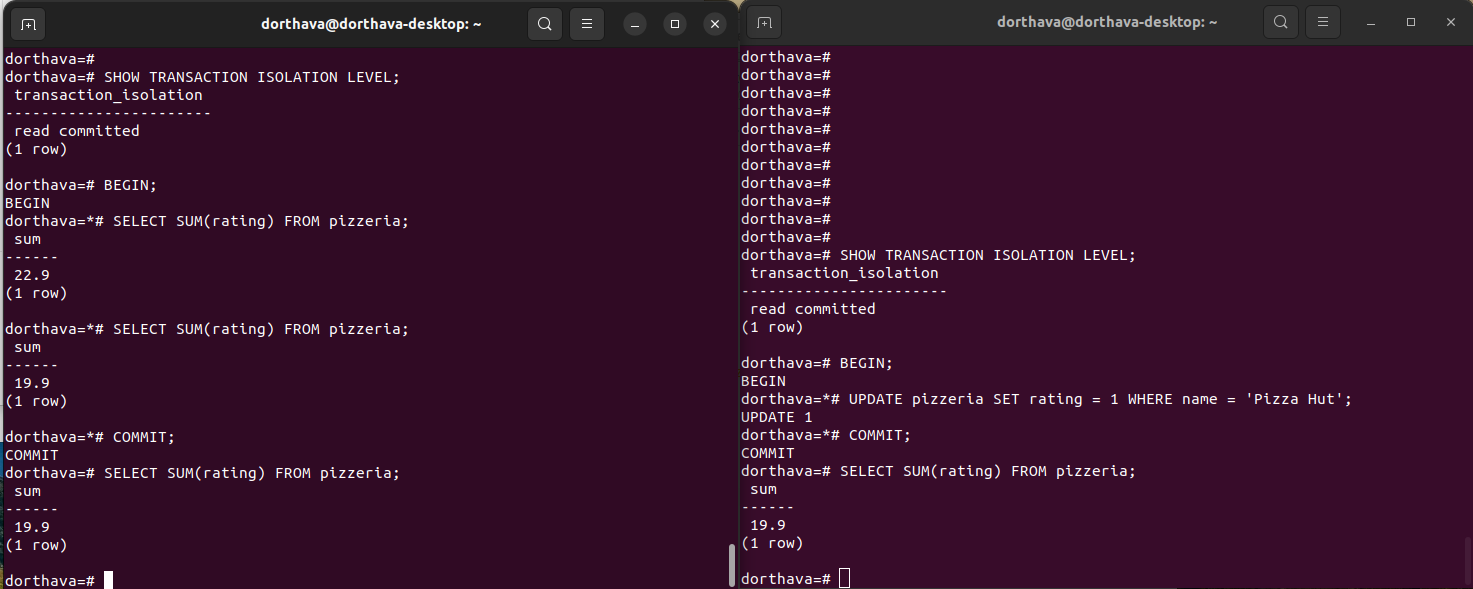 dorthava@dorthava-desktop: ~
dorthava=#
dorthava=# SHOW TRANSACTION ISOLATION LEVEL;
 transaction_isolation
-----------------------
 read committed
(1 row)

dorthava=# BEGIN;
BEGIN
dorthava=*# SELECT SUM(rating) FROM pizzeria;
 sum
------
 22.9
(1 row)

dorthava=*# SELECT SUM(rating) FROM pizzeria;
 sum
------
 19.9
(1 row)

dorthava=*# COMMIT;
COMMIT
dorthava=# SELECT SUM(rating) FROM pizzeria;
 sum
------
 19.9
(1 row)

dorthava=#
dorthava@dorthava-desktop: ~
dorthava=#
dorthava=#
dorthava=#
dorthava=#
dorthava=#
dorthava=#
dorthava=#
dorthava=#
dorthava=#
dorthava=#
dorthava=#
dorthava=# SHOW TRANSACTION ISOLATION LEVEL;
 transaction_isolation
-----------------------
 read committed
(1 row)

dorthava=# BEGIN;
BEGIN
dorthava=*# UPDATE pizzeria SET rating = 1 WHERE name = 'Pizza Hut';
UPDATE 1
dorthava=*# COMMIT;
COMMIT
dorthava=# SELECT SUM(rating) FROM pizzeria;
 sum
------
 19.9
(1 row)

dorthava=#